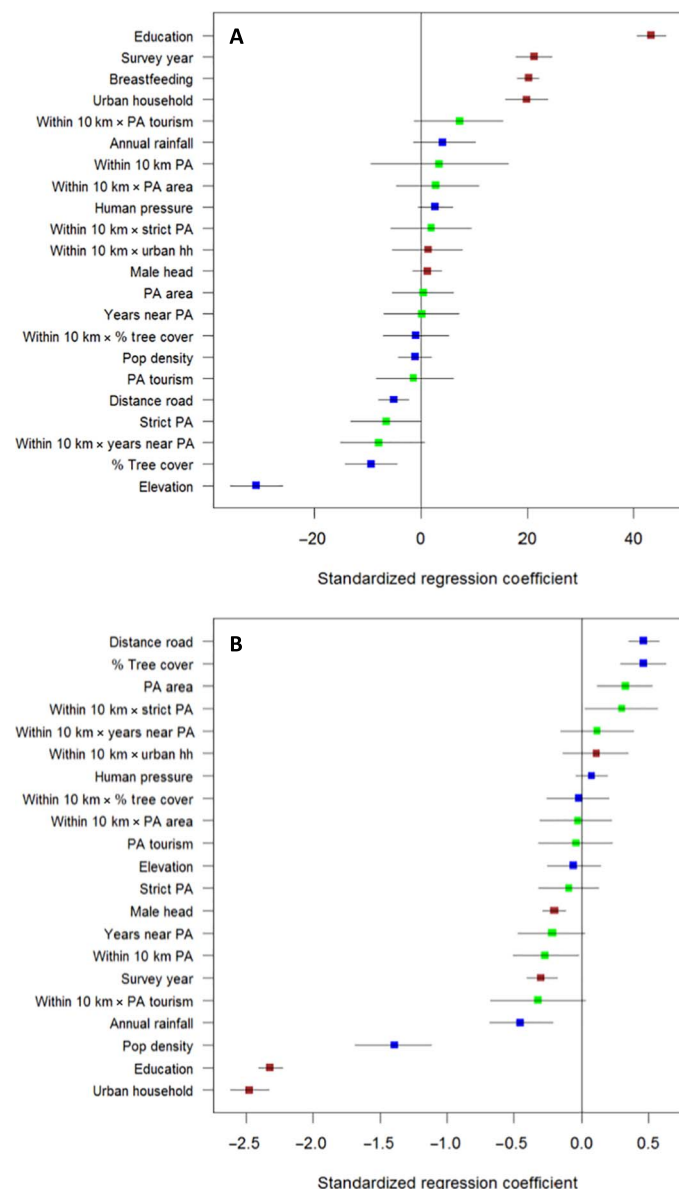 A
Education
Survey year
Breastfeeding
Urban household
Within 10 km × PA tourism
Annual rainfall
Within 10 km PA
Within 10 km × PA area
Human pressure
Within 10 km × strict PA
Within 10 km × urban hh
Male head
PA area
Years near PA
Within 10 km × % tree cover
Pop density
PA tourism
Distance road
Strict PA
Within 10 km × years near PA
% Tree cover
Elevation
−20 0 20 40
Standardized regression coefficient
B
Distance road
% Tree cover
PA area
Within 10 km × strict PA
Within 10 km × years near PA
Within 10 km × urban hh
Human pressure
Within 10 km × % tree cover
Within 10 km × PA area
PA tourism
Elevation
Strict PA
Male head
Years near PA
Within 10 km PA
Survey year
Within 10 km × PA tourism
Annual rainfall
Pop density
Education
Urban household
−2.5 −2.0 −1.5 −1.0 −0.5 0.0 0.5
Standardized regression coefficient